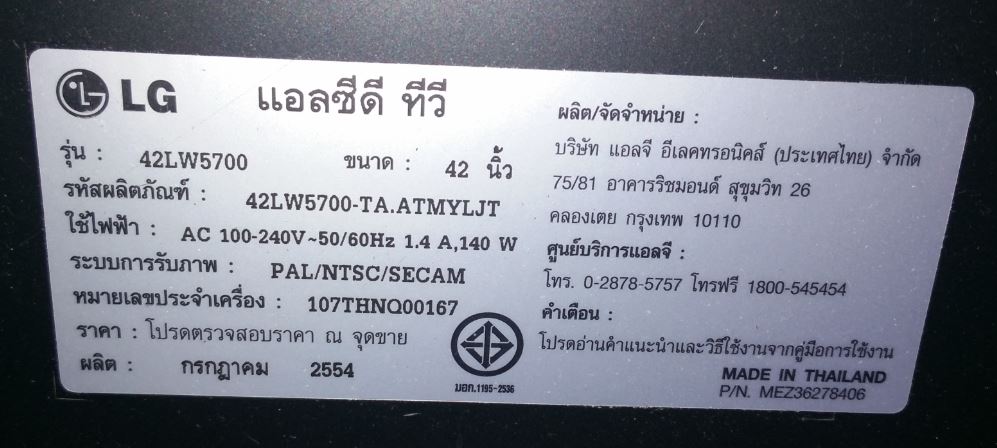 LG แอลซีดี ทีวี
รุ่น : 42LW5700 ขนาด : 42 นิ้ว
รหัสผลิตภัณฑ์ : 42LW5700-TA.ATMYLJT
ใช้ไฟฟ้า : AC 100-240V~50/60Hz 1.4 A,140 W
ระบบการรับภาพ : PAL/NTSC/SECAM
หมายเลขประจำเครื่อง : 107THNQ00167
ราคา : โปรดตรวจสอบราคา ณ จุดขาย
ผลิต : กรกฎาคม 2554
มอก.1195-2536
ผลิต/จัดจำหน่าย :
บริษัท แอลจี อีเลคทรอนิคส์ (ประเทศไทย) จำกัด
75/81 อาคารริชมอนด์ สุขุมวิท 26
คลองเตย กรุงเทพ 10110
ศูนย์บริการแอลจี :
โทร. 0-2878-5757 โทรฟรี 1800-545454
คำเตือน :
โปรดอ่านคำแนะนำและวิธีใช้งานจากคู่มือการใช้งาน
MADE IN THAILAND
P/N. MEZ36278406